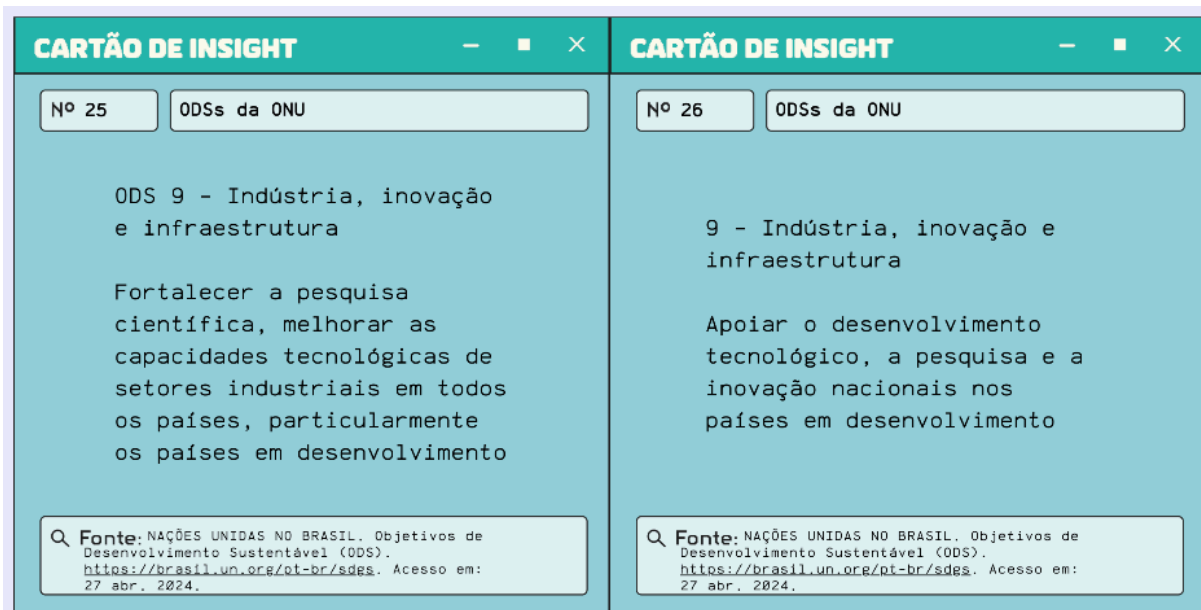 CARTÃO DE INSIGHT
Nº 25
ODSs da ONU
ODS 9 – Indústria, inovação
e infraestrutura
Fortalecer a pesquisa
científica, melhorar as
capacidades tecnológicas de
setores industriais em todos
os países, particularmente
os países em desenvolvimento
Fonte: NAÇÕES UNIDAS NO BRASIL. Objetivos de
Desenvolvimento Sustentável (ODS).
https://brasil.un.org/pt-br/sdgs. Acesso em:
27 abr. 2024.
CARTÃO DE INSIGHT
Nº 26
ODSs da ONU
9 – Indústria, inovação e
infraestrutura
Apoiar o desenvolvimento
tecnológico, a pesquisa e a
inovação nacionais nos
países em desenvolvimento
Fonte: NAÇÕES UNIDAS NO BRASIL. Objetivos de
Desenvolvimento Sustentável (ODS).
https://brasil.un.org/pt-br/sdgs. Acesso em:
27 abr. 2024.